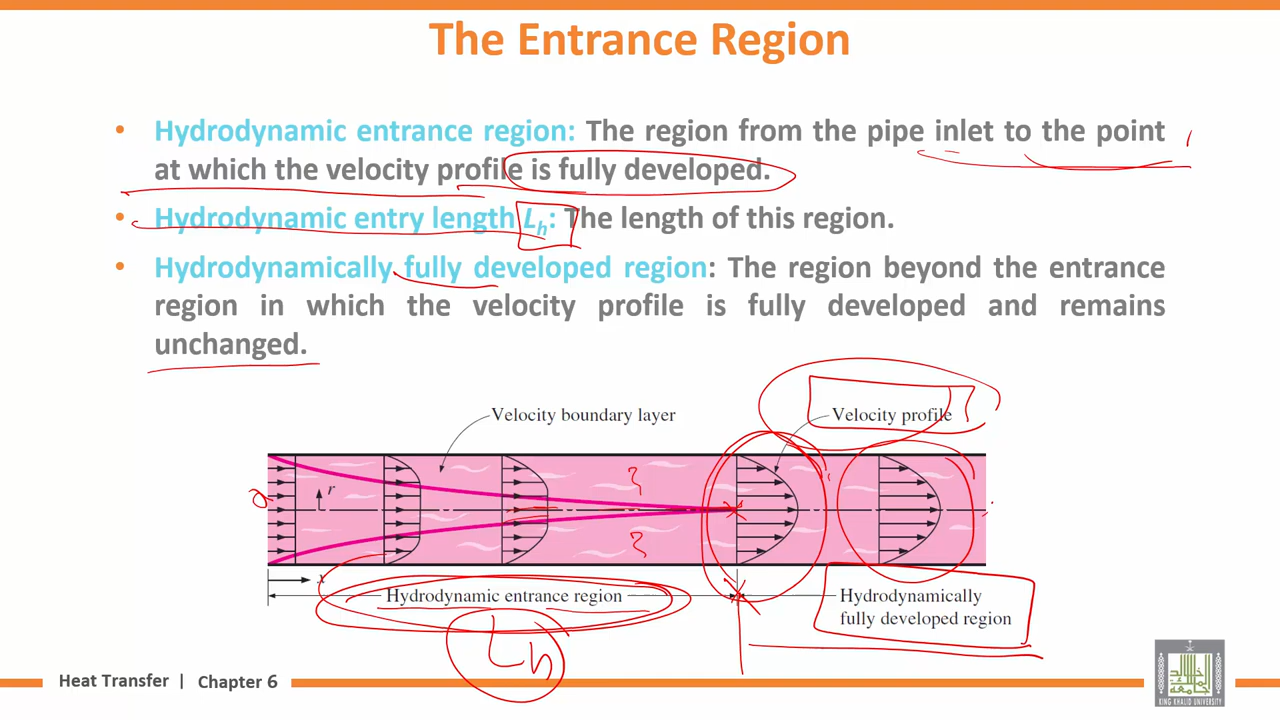 The Entrance Region
• Hydrodynamic entrance region: The region from the pipe inlet to the point
at which the velocity profile is fully developed.
• Hydrodynamic entry length Lh: The length of this region.
• Hydrodynamically fully developed region: The region beyond the entrance
region in which the velocity profile is fully developed and remains
unchanged.
Velocity boundary layer
Velocity profile
r
x
Hydrodynamic entrance region
Hydrodynamically
fully developed region
Lh
Heat Transfer | Chapter 6
KING KHALID UNIVERSITY